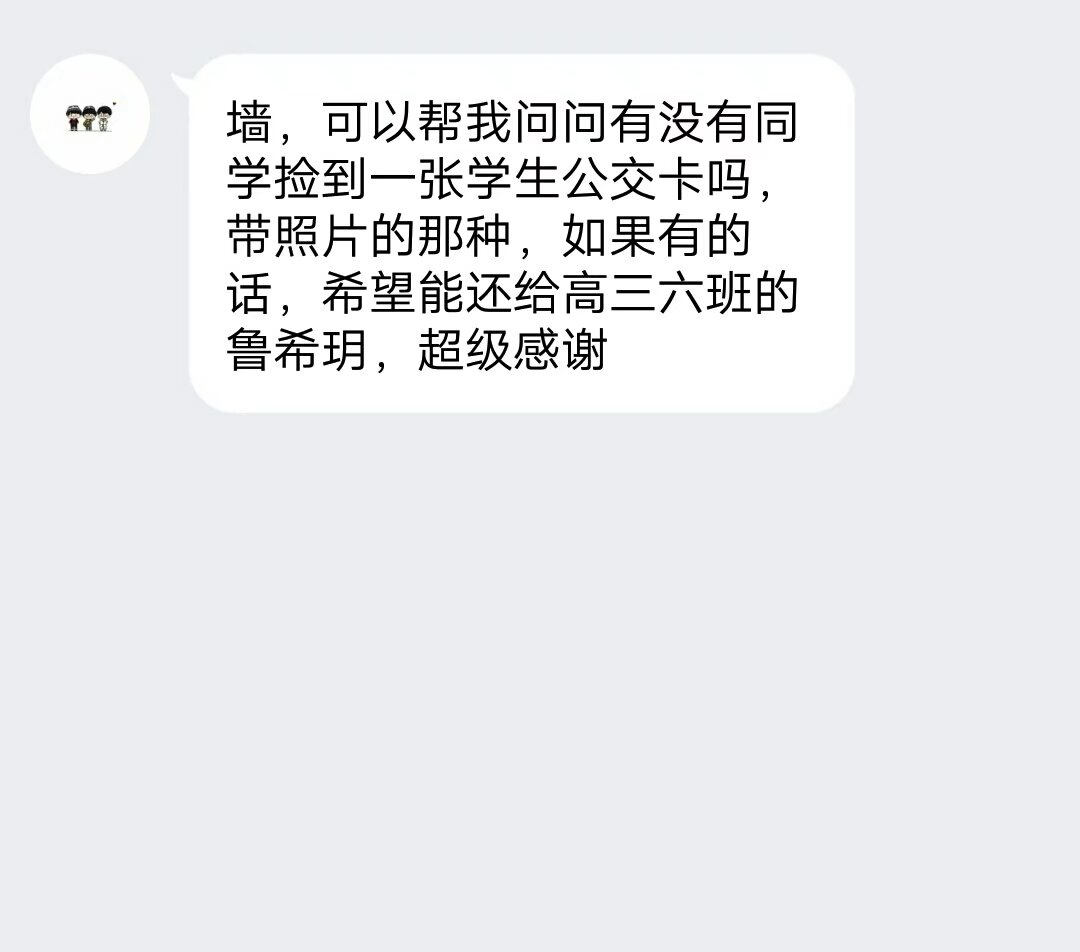 墙，可以帮我问问有没有同
学捡到一张学生公交卡吗，
带照片的那种，如果有的
话，希望能还给高三六班的
鲁希玥，超级感谢